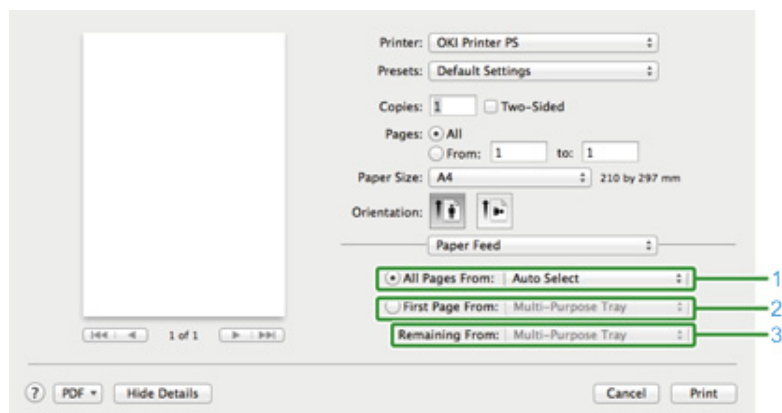 Printer: OKI Printer PS
Presets: Default Settings
Copies: 1 Two-Sided
Pages: All
From: 1 to: 1
Paper Size: A4 210 by 297 mm
Orientation:
Paper Feed
All Pages From: Auto Select 1
First Page From: Multi-Purpose Tray 2
Remaining From: Multi-Purpose Tray 3
1 of 1
? PDF Hide Details Cancel Print